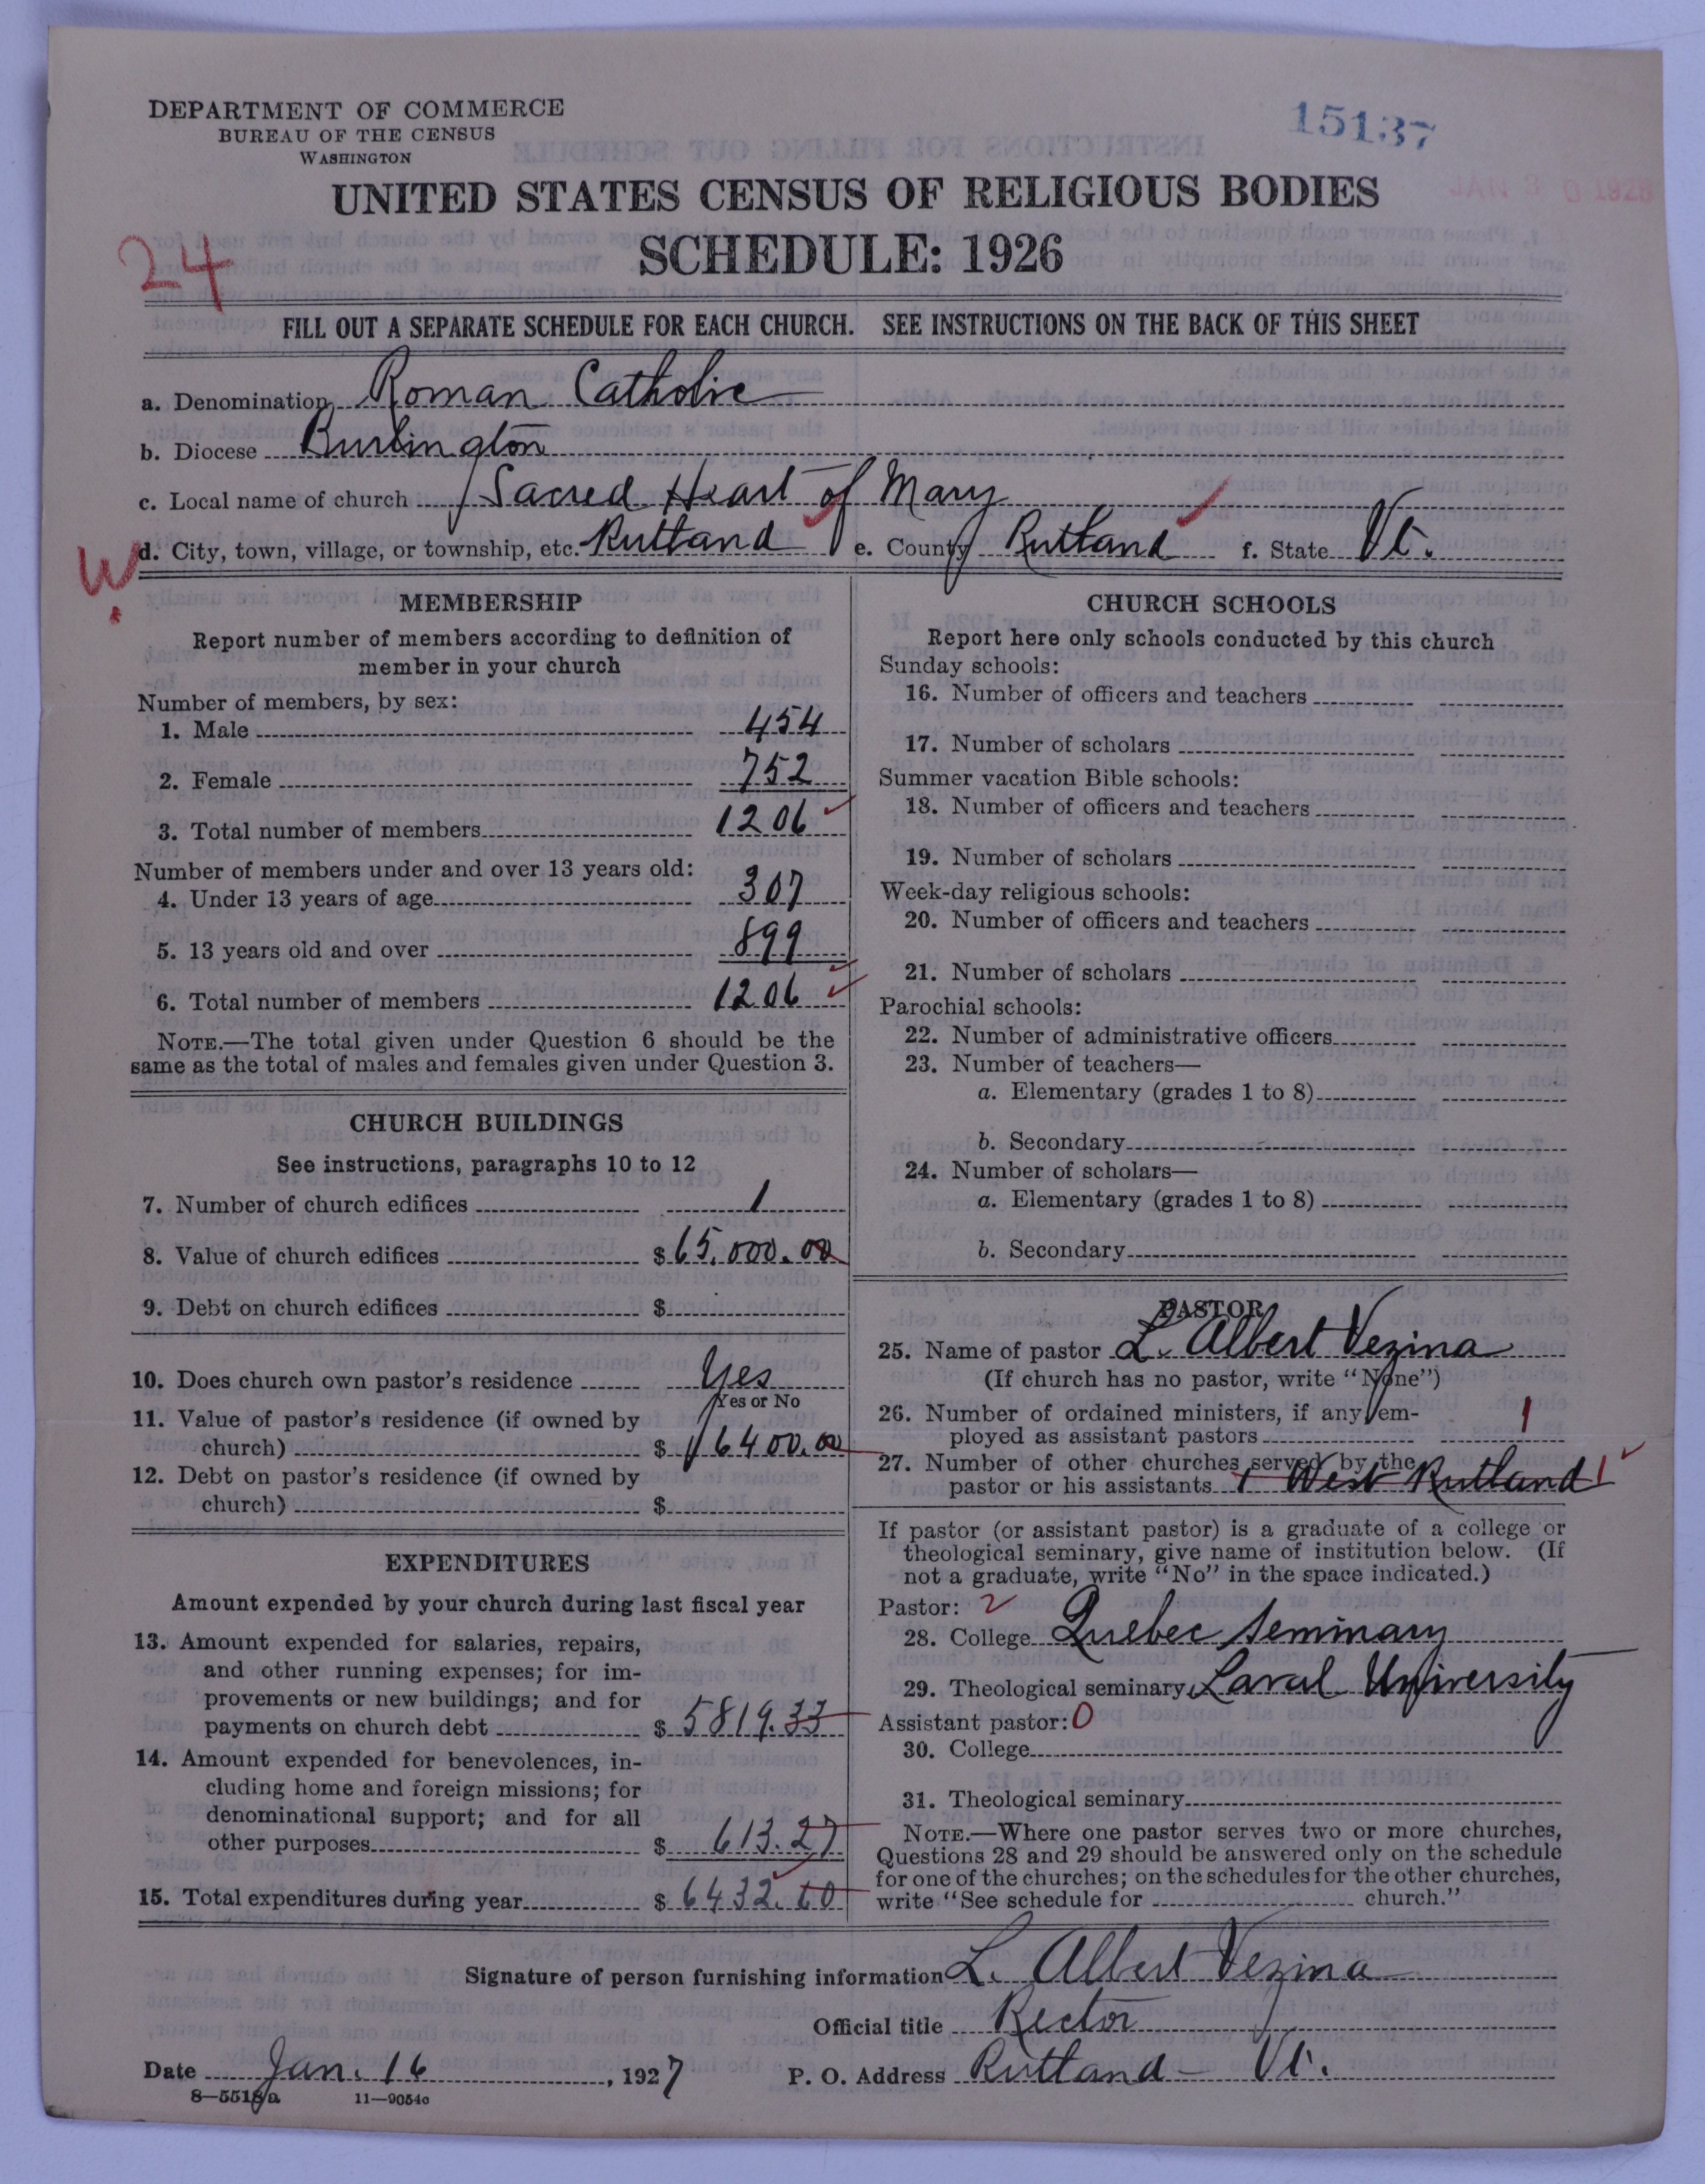 DEPARTMENT OF COMMERCE
BUREAU OF THE CENSUS
WASHINGTON
15137
UNITED STATES CENSUS OF RELIGIOUS BODIES
JAN 3 0 1928
SCHEDULE: 1926
24
FILL OUT A SEPARATE SCHEDULE FOR EACH CHURCH. SEE INSTRUCTIONS ON THE BACK OF THIS SHEET
a. Denomination Roman Catholic
b. Diocese Burlington
c. Local name of church Sacred Heart of Mary
W d. City, town, village, or township, etc. Rutland e. County Rutland f. State Vt.
MEMBERSHIP
Report number of members according to definition of
member in your church
Number of members, by sex:
1. Male 454
2. Female 752
3. Total number of members 1206
Number of members under and over 13 years old:
4. Under 13 years of age 307
5. 13 years old and over 899
6. Total number of members 1206
NOTE.—The total given under Question 6 should be the
same as the total of males and females given under Question 3.
CHURCH BUILDINGS
See instructions, paragraphs 10 to 12
7. Number of church edifices 1
8. Value of church edifices $65,000.00
9. Debt on church edifices $
10. Does church own pastor's residence Yes
Yes or No
11. Value of pastor's residence (if owned by
church) $ 16400.00
12. Debt on pastor's residence (if owned by
church) $
EXPENDITURES
Amount expended by your church during last fiscal year
13. Amount expended for salaries, repairs,
and other running expenses; for im-
provements or new buildings; and for
payments on church debt $ 5819.33
14. Amount expended for benevolences, in-
cluding home and foreign missions; for
denominational support; and for all
other purposes $ 613.27
15. Total expenditures during year $ 6432.60
CHURCH SCHOOLS
Report here only schools conducted by this church
Sunday schools:
16. Number of officers and teachers
17. Number of scholars
Summer vacation Bible schools:
18. Number of officers and teachers
19. Number of scholars
Week-day religious schools:
20. Number of officers and teachers
21. Number of scholars
Parochial schools:
22. Number of administrative officers
23. Number of teachers—
a. Elementary (grades 1 to 8)
b. Secondary
24. Number of scholars—
a. Elementary (grades 1 to 8)
b. Secondary
PASTOR
25. Name of pastor L. Albert Vezina
(If church has no pastor, write "None")
26. Number of ordained ministers, if any, em-
ployed as assistant pastors 1
27. Number of other churches served by the
pastor or his assistants 1 West Rutland 1
If pastor (or assistant pastor) is a graduate of a college or
theological seminary, give name of institution below. (If
not a graduate, write "No" in the space indicated.)
Pastor: 2
28. College Quebec Seminary
29. Theological seminary Laval University
Assistant pastor: 0
30. College
31. Theological seminary
NOTE.—Where one pastor serves two or more churches,
Questions 28 and 29 should be answered only on the schedule
for one of the churches; on the schedules for the other churches,
write "See schedule for church."
Signature of person furnishing information L. Albert Vezina
Official title Rector
Date Jan. 16, 1927 P. O. Address Rutland - Vt.
8—5518a 11—9054a